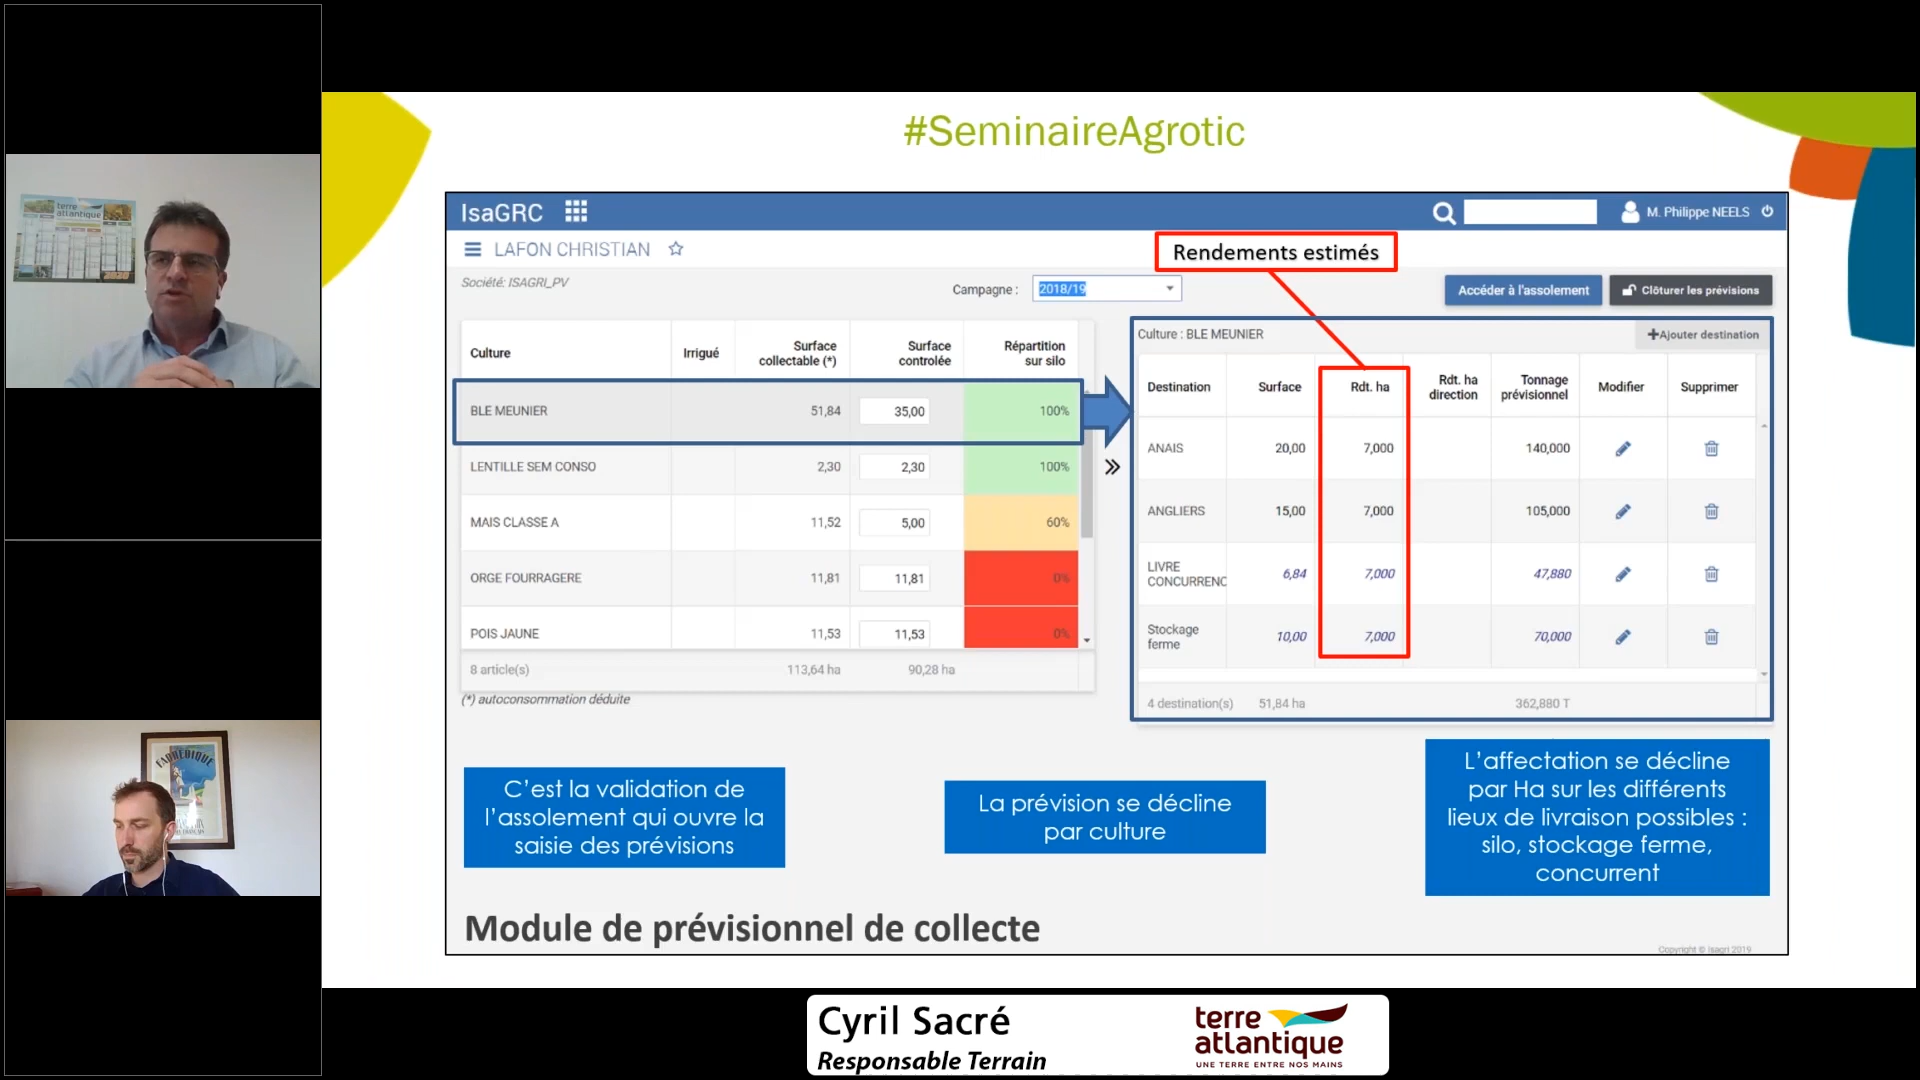 #SeminaireAgrotic
IsaGRC
M. Philippe NEELS
LAFON CHRISTIAN
Rendements estimés
Société: ISAGRI_PV
Campagne :
2018/19
Accéder à l'assolement
Clôturer les prévisions
Culture
Irrigué
Surface collectable (*)
Surface controlée
Répartition sur silo
BLE MEUNIER
51,84
35,00
100%
LENTILLE SEM CONSO
2,30
2,30
100%
MAIS CLASSE A
11,52
5,00
60%
ORGE FOURRAGERE
11,81
11,81
0%
POIS JAUNE
11,53
11,53
0%
8 article(s)
113,64 ha
90,28 ha
(*) autoconsommation déduite
Culture : BLE MEUNIER
+Ajouter destination
Destination
Surface
Rdt. ha
Rdt. ha direction
Tonnage prévisionnel
Modifier
Supprimer
ANAIS
20,00
7,000
140,000
ANGLIERS
15,00
7,000
105,000
LIVRE
CONCURRENC
6,84
7,000
47,880
Stockage
ferme
10,00
7,000
70,000
4 destination(s)
51,84 ha
362,880 T
C'est la validation de
l'assolement qui ouvre la
saisie des prévisions
La prévision se décline
par culture
L'affectation se décline
par Ha sur les différents
lieux de livraison possibles :
silo, stockage ferme,
concurrent
Module de prévisionnel de collecte
Copyright © Isagri 2019
terre
atlantique
Cyril Sacré
Responsable Terrain
terre
atlantique
UNE TERRE ENTRE NOS MAINS